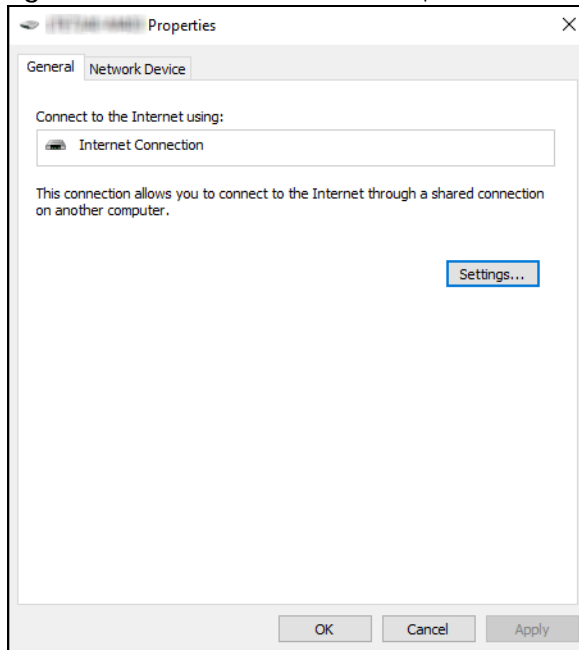 Properties
General Network Device
Connect to the Internet using:
Internet Connection
This connection allows you to connect to the Internet through a shared connection
on another computer.
Settings...
OK Cancel Apply